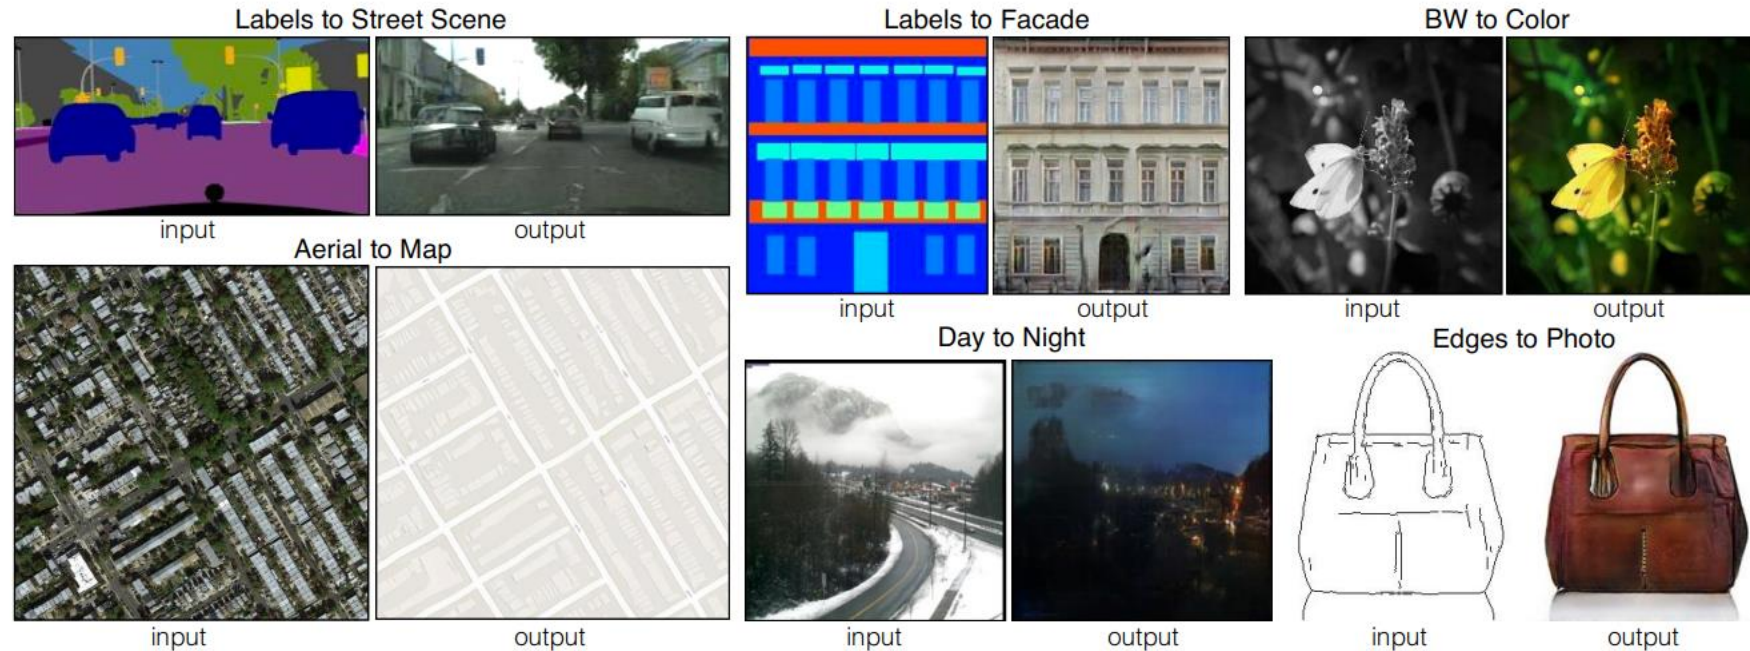 Labels to Street Scene
input
output
Aerial to Map
input
output
Labels to Facade
input
output
BW to Color
input
output
Day to Night
input
output
Edges to Photo
input
output